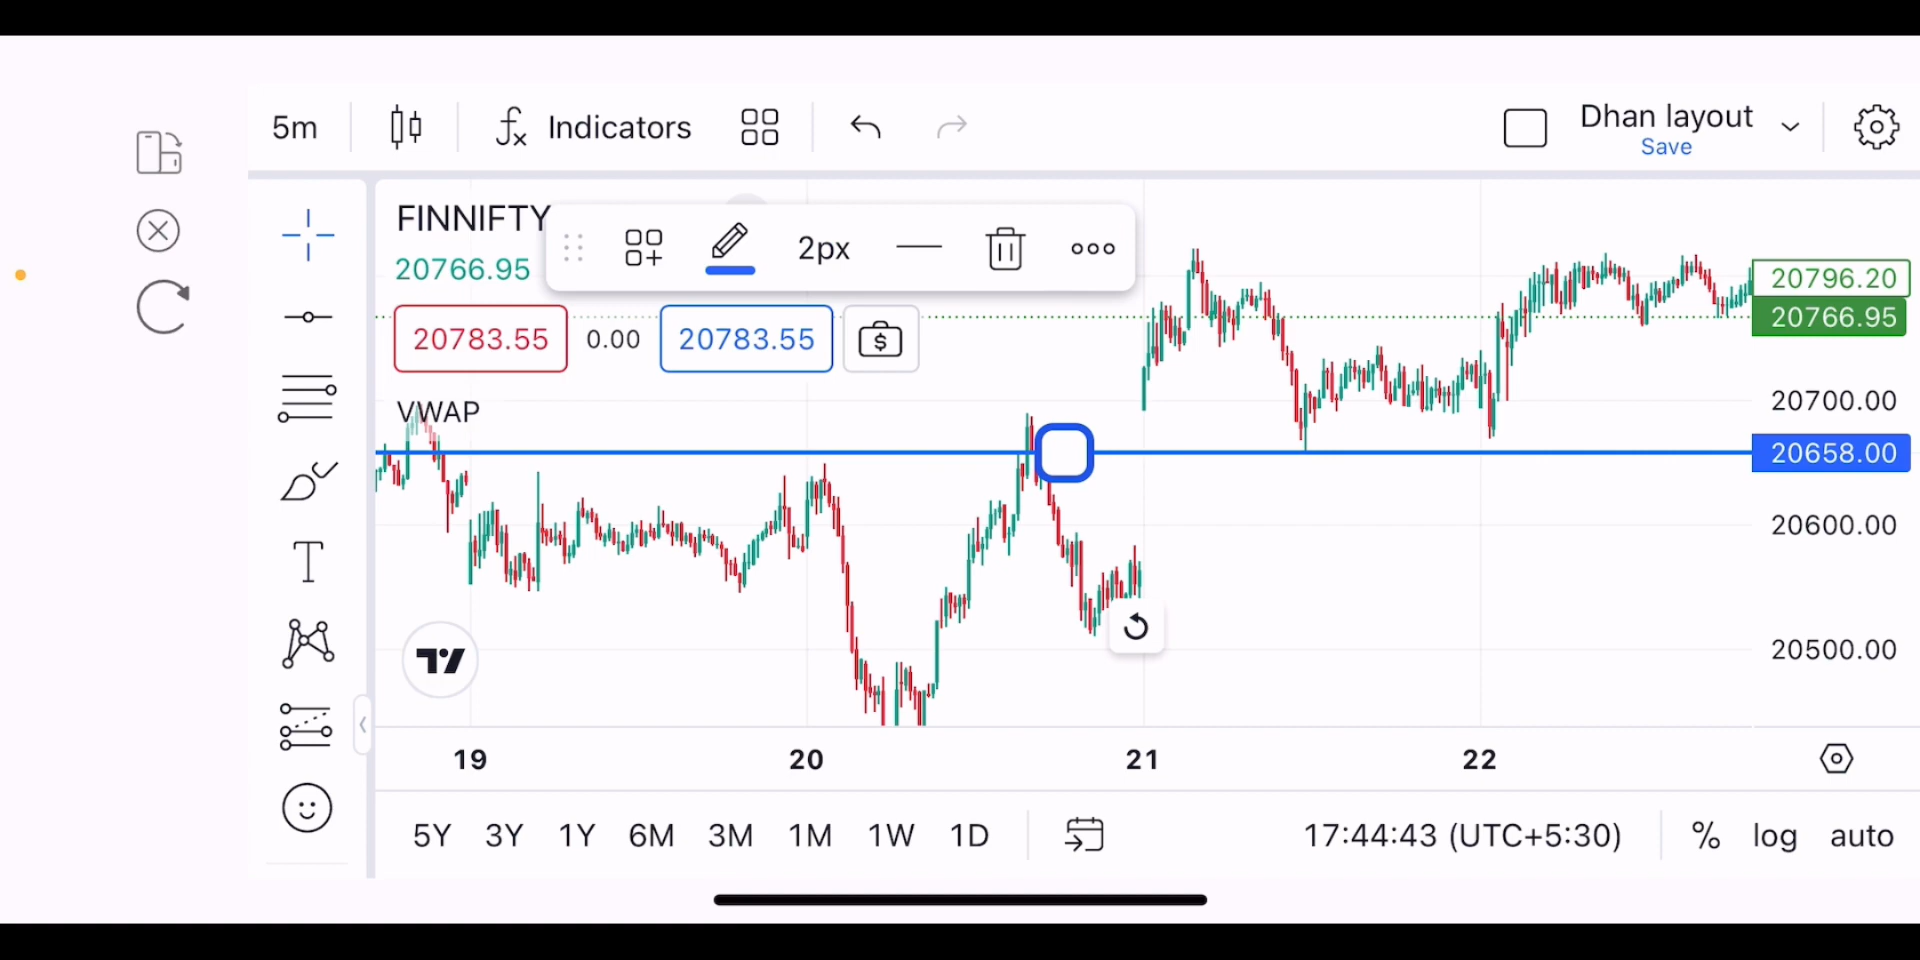 5m Indicators Dhan layout
Save
FINNIFTY
2px
20766.95
20783.55 0.00 20783.55
VWAP
20796.20
20766.95
20700.00
20658.00
20600.00
20500.00
19 20 21 22
5Y 3Y 1Y 6M 3M 1M 1W 1D 17:44:43 (UTC+5:30) % log auto